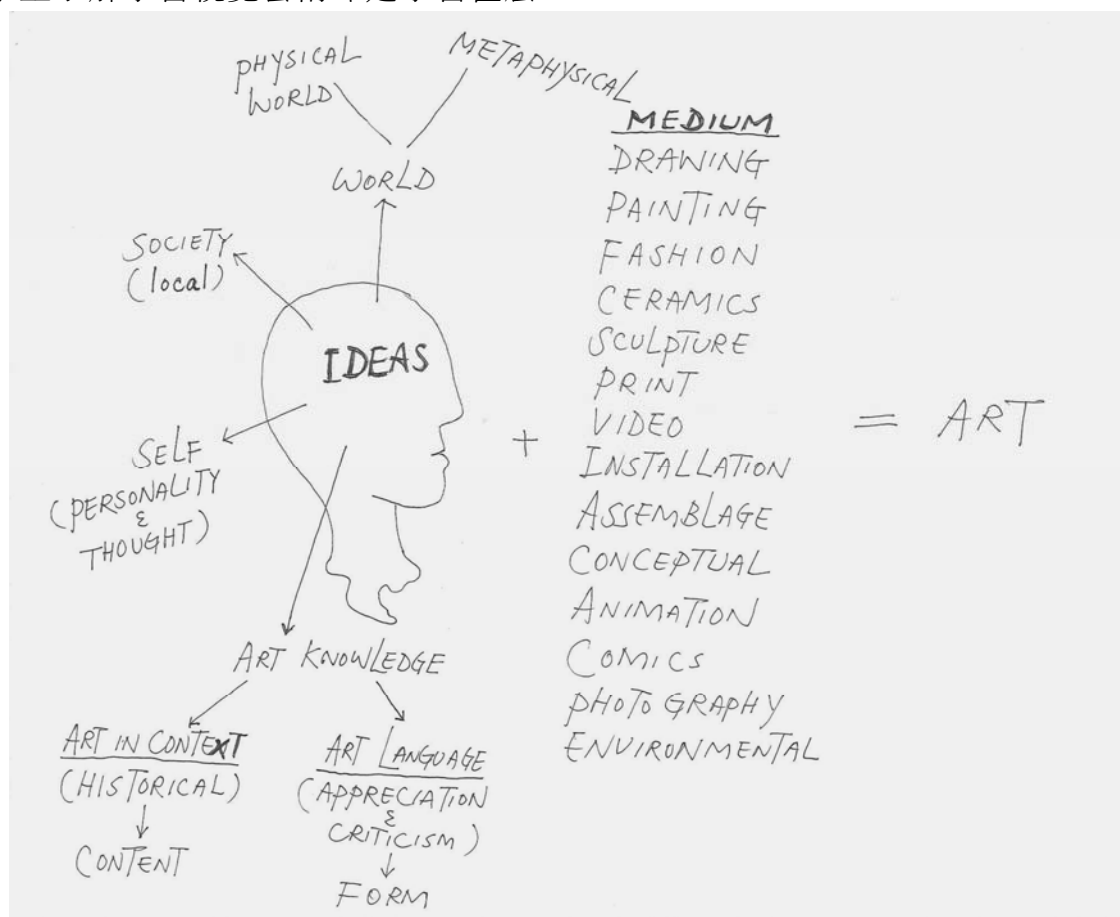 PHYSICAL
WORLD
METAPHYSICAL
WORLD
SOCIETY
(local)
IDEAS
SELF
(PERSONALITY
&
THOUGHT)
ART KNOWLEDGE
ART IN CONTEXT
(HISTORICAL)
CONTENT
ART LANGUAGE
(APPRECIATION
&
CRITICISM)
FORM
+
MEDIUM
DRAWING
PAINTING
FASHION
CERAMICS
SCULPTURE
PRINT
VIDEO
INSTALLATION
ASSEMBLAGE
CONCEPTUAL
ANIMATION
COMICS
PHOTOGRAPHY
ENVIRONMENTAL
= ART